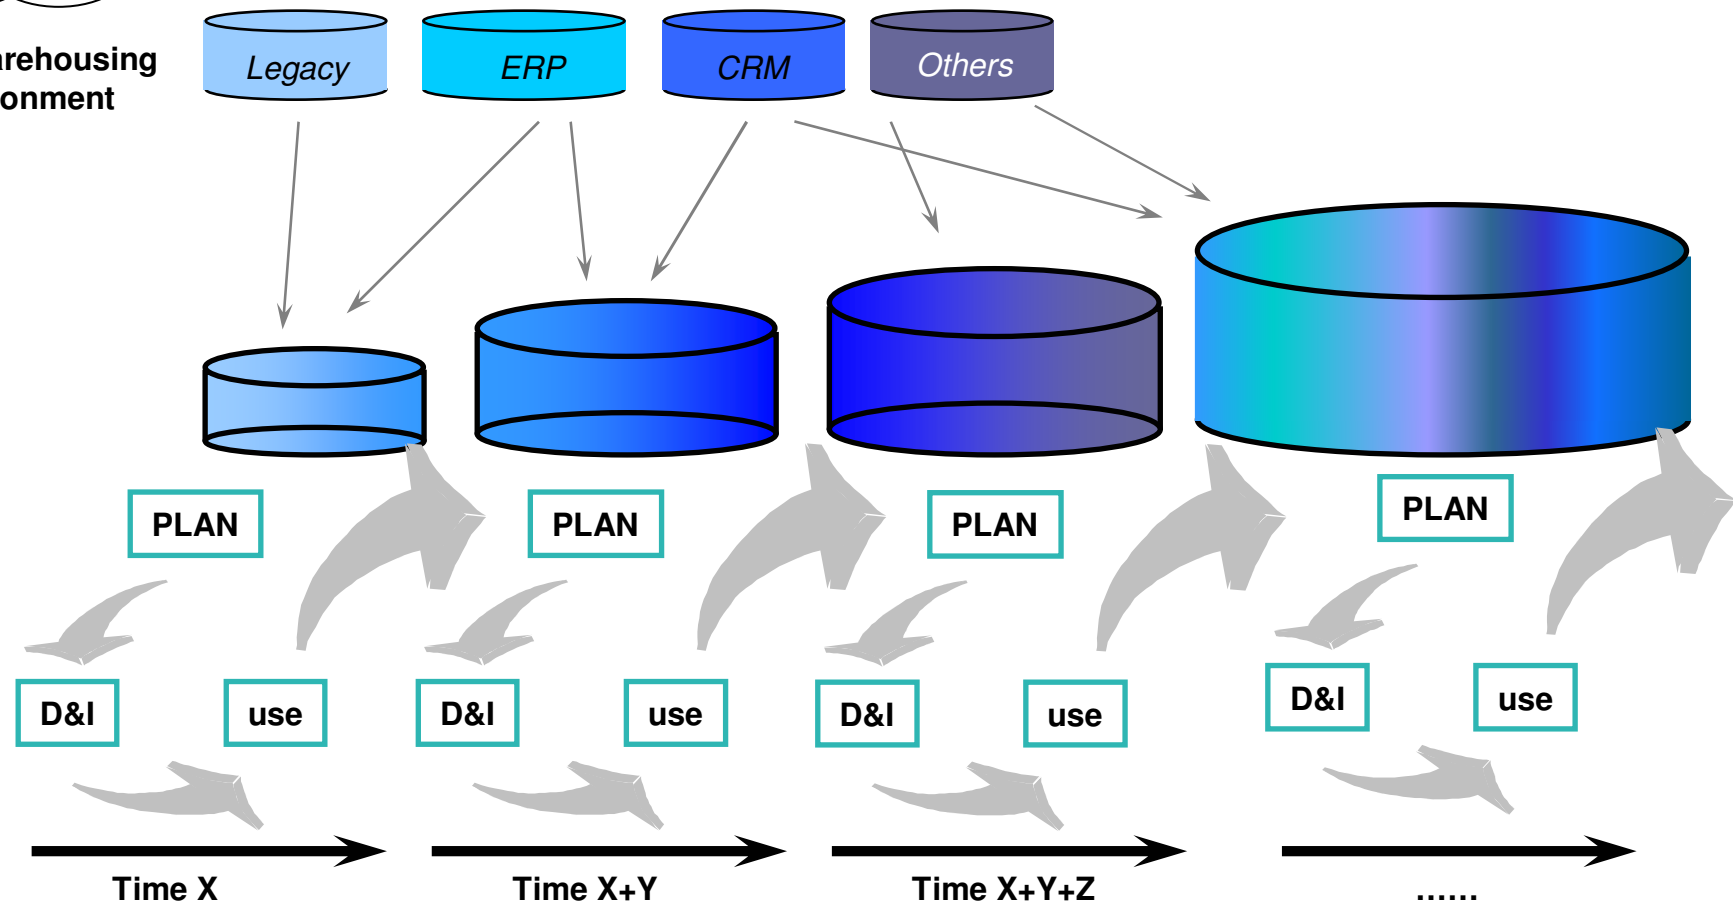 Legacy
ERP
CRM
Others
arehousing
onment
PLAN
PLAN
PLAN
PLAN
D&I
use
D&I
use
D&I
use
D&I
use
Time X
Time X+Y
Time X+Y+Z
......